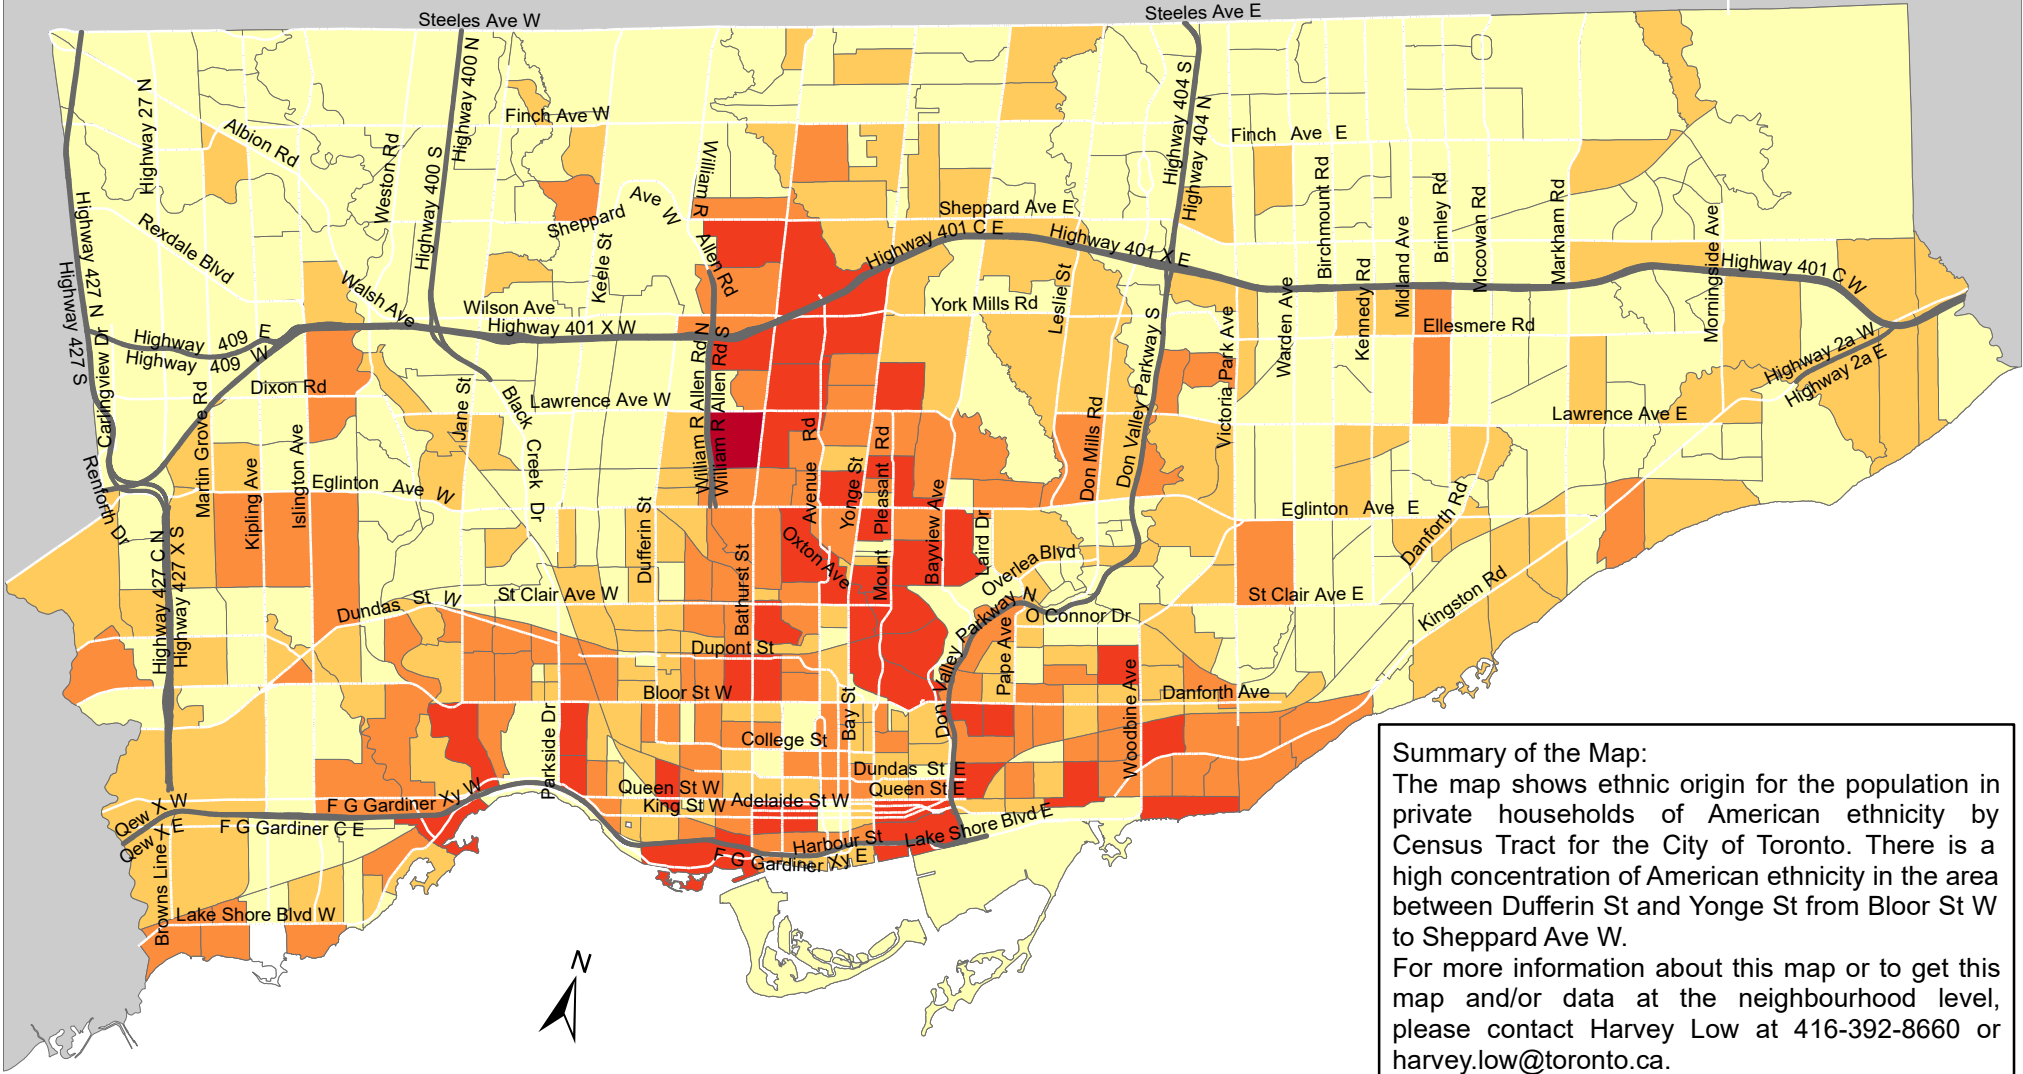 Steeles Ave W
Steeles Ave E
Highway 27 N
Albion Rd
Weston Rd
Highway 400 N
Highway 400 S
Finch Ave W
William R Allen Rd
Highway 404 S
Highway 404 N
Finch Ave E
Birchmount Rd
Brimley Rd
Mccowan Rd
Markham Rd
Morningside Ave
Midland Ave
Kennedy Rd
Warden Ave
Highway 427 N
Highway 427 N
Highway 427 S
Rexdale Blvd
Sheppard Ave W
Keele St
Sheppard Ave E
Highway 401 C E
Highway 401 X E
Highway 401 C W
Walsh Ave
Wilson Ave
Highway 401 X W
York Mills Rd
Leslie St
Ellesmere Rd
Highway 409 E
Highway 409 W
Carlingview Dr
Dixon Rd
Martin Grove Rd
Jane St
Black Creek Dr
Lawrence Ave W
William R Allen Rd N
William R Allen Rd S
Don Valley Parkway S
Victoria Park Ave
Highway 2a W
Highway 2a E
Lawrence Ave E
Renforth Dr
Kipling Ave
Islington Ave
Eglinton Ave W
Dufferin St
Avenue Rd
Yonge St
Mount Pleasant Rd
Bayview Ave
Laird Dr
Don Mills Rd
Eglinton Ave E
Danforth Rd
Highway 427 C N
Highway 427 X S
Oxton Ave
Bathurst St
Overlea Blvd
Dundas St W
St Clair Ave W
St Clair Ave E
Kingston Rd
Don Valley Parkway N
O Connor Dr
Pape Ave
Dupont St
Bloor St W
Bay St
Woodbine Ave
Danforth Ave
Parkside Dr
College St
Dundas St E
Queen St W
Queen St E
King St W
Adelaide St W
Qew X W
Qew X E
F G Gardiner Xy W
F G Gardiner C E
Harbour St
Lake Shore Blvd E
F G Gardiner Xy E
Browns Line
Lake Shore Blvd W
N
Summary of the Map:
The map shows ethnic origin for the population in
private households of American ethnicity by
Census Tract for the City of Toronto. There is a
high concentration of American ethnicity in the area
between Dufferin St and Yonge St from Bloor St W
to Sheppard Ave W.
For more information about this map or to get this
map and/or data at the neighbourhood level,
please contact Harvey Low at 416-392-8660 or
harvey.low@toronto.ca.